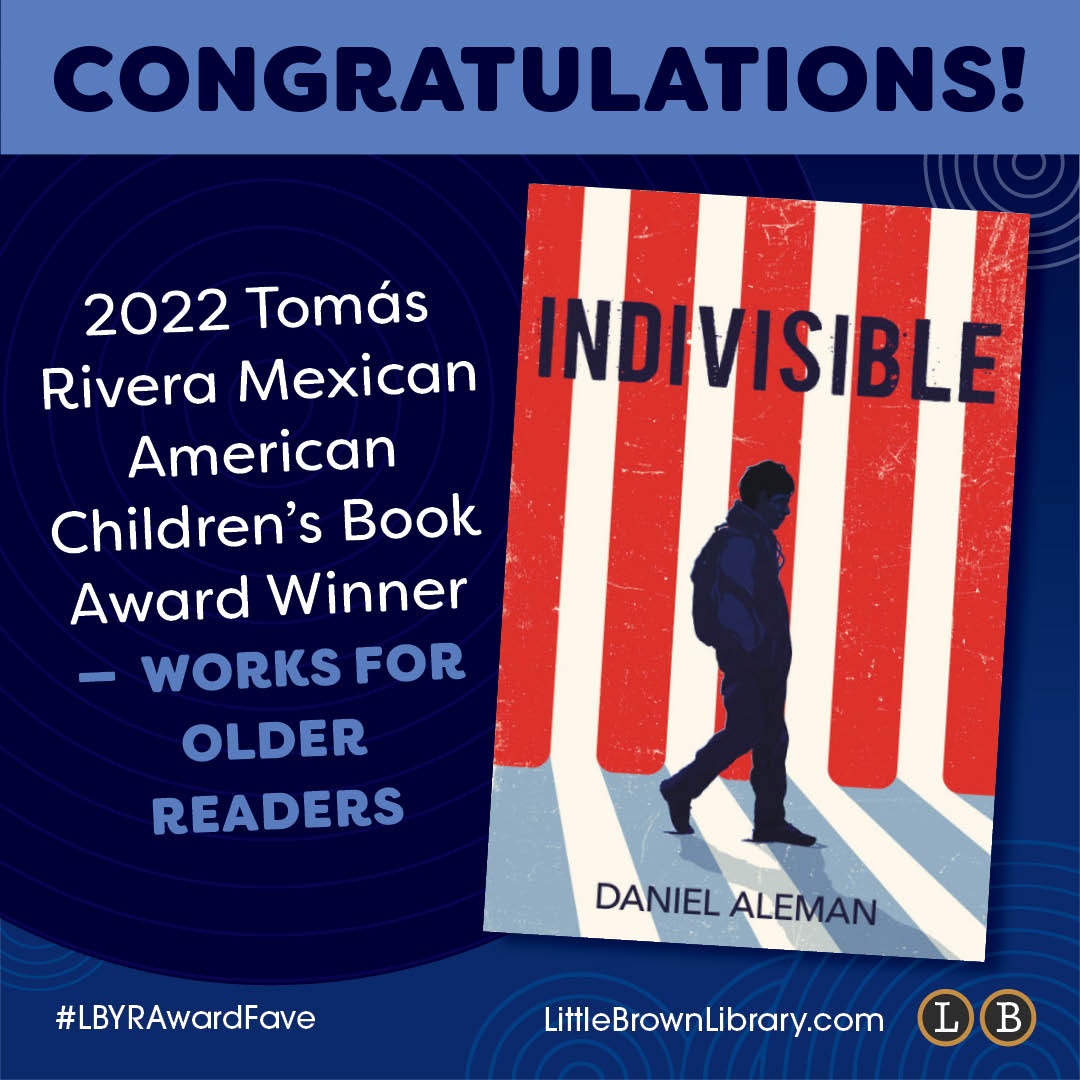 CONGRATULATIONS!
2022 Tomás
Rivera Mexican
American
Children's Book
Award Winner
— WORKS FOR
OLDER
READERS
INDIVISIBLE
DANIEL ALEMAN
#LBYRAwardFave
LittleBrownLibrary.com
L B